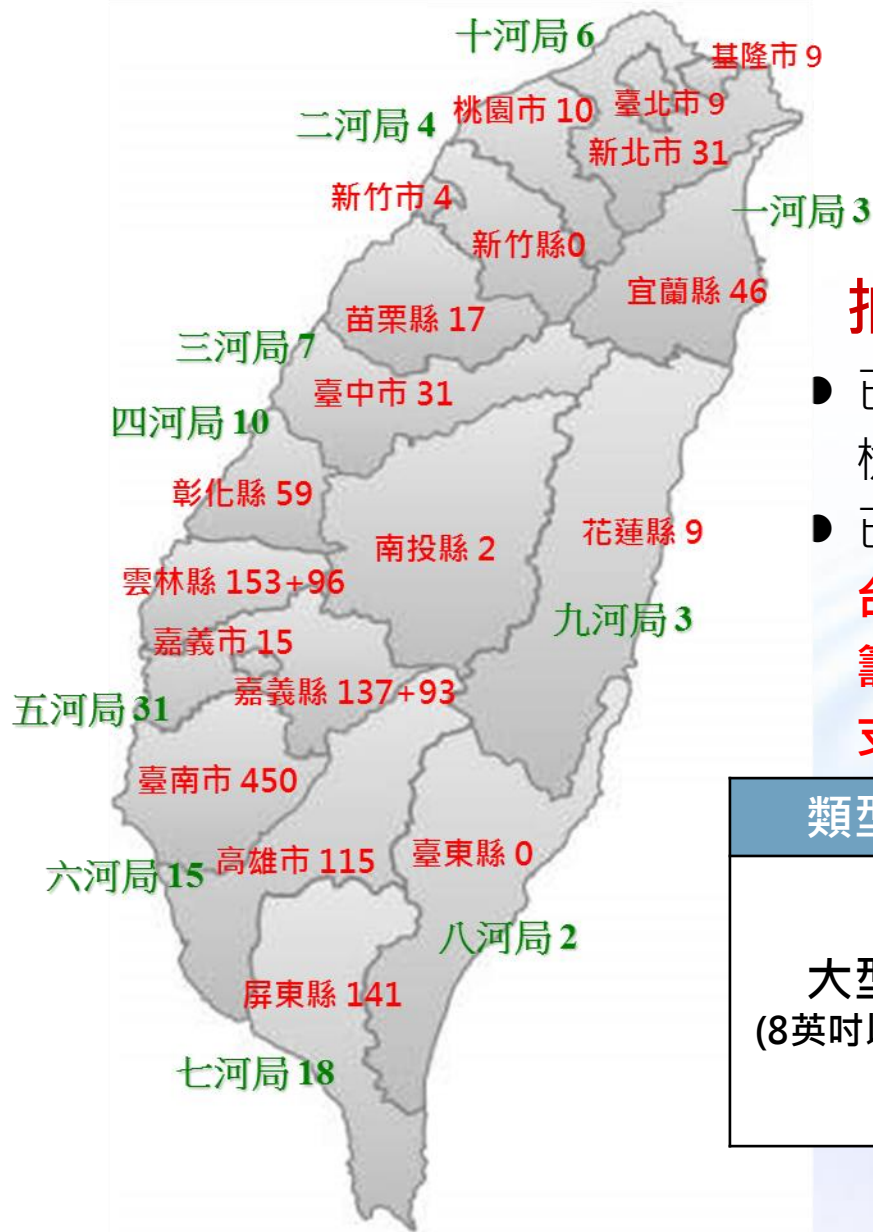 十河局 6
基隆市 9
桃園市 10
臺北市 9
二河局 4
新北市 31
新竹市 4
一河局 3
新竹縣0
宜蘭縣 46
苗栗縣 17
三河局 7
臺中市 31
四河局 10
彰化縣 59
花蓮縣 9
南投縣 2
雲林縣 153+96
九河局 3
嘉義市 15
嘉義縣 137+93
五河局 31
臺南市 450
高雄市 115
臺東縣 0
六河局 15
八河局 2
屏東縣 141
七河局 18
已
已
類型
大型
(8英吋